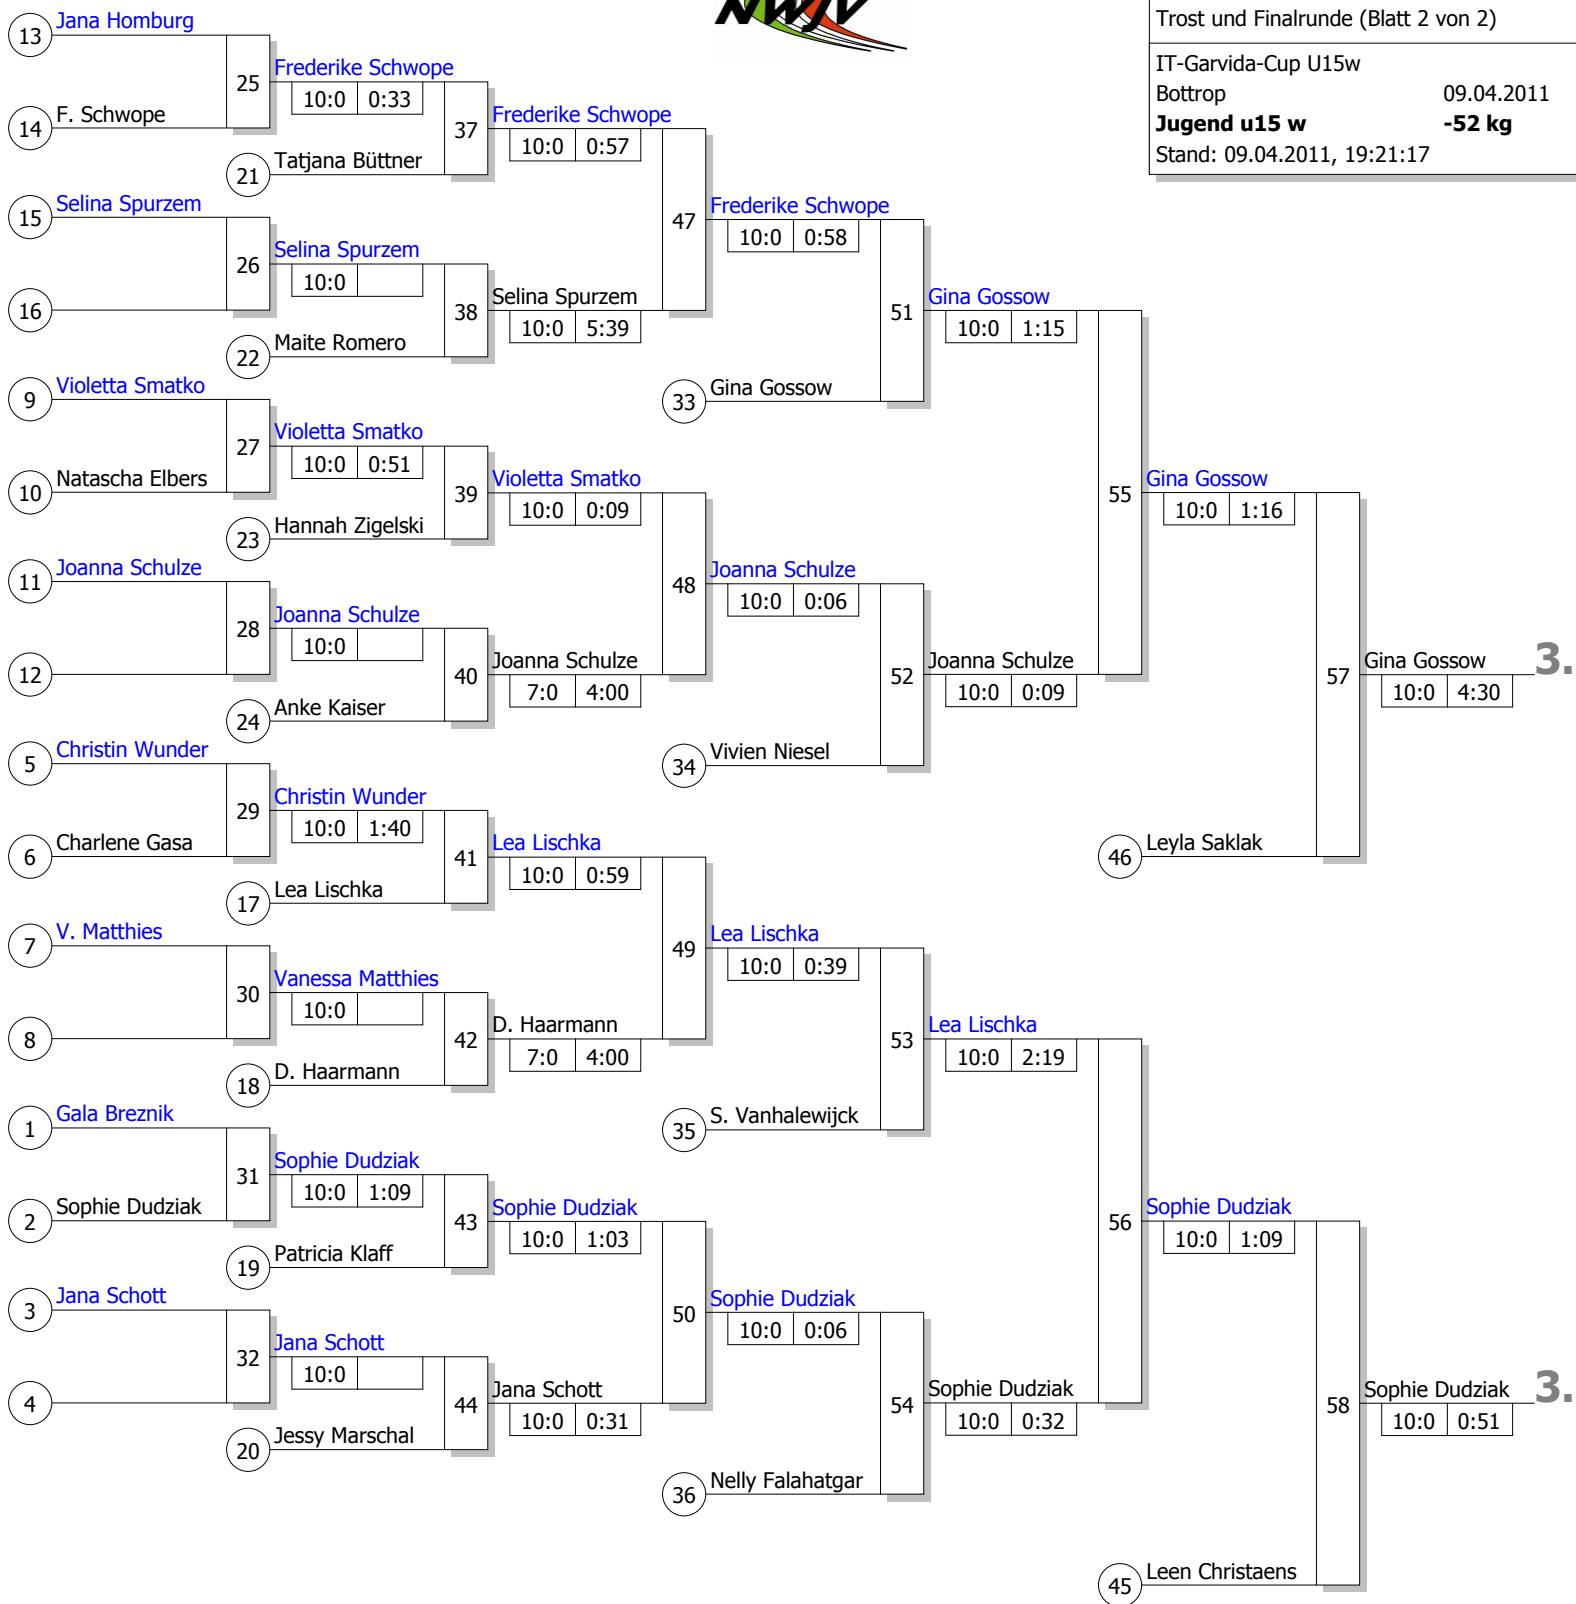 NWJV
Trost und Finalrunde (Blatt 2 von 2)
IT-Garvida-Cup U15w
Bottrop 09.04.2011
Jugend u15 w -52 kg
Stand: 09.04.2011, 19:21:17
13 Jana Homburg
25 Frederike Schwope
10:0 0:33
14 F. Schwope
37 Frederike Schwope
10:0 0:57
21 Tatjana Büttner
15 Selina Spurzem
47 Frederike Schwope
10:0 0:58
26 Selina Spurzem
10:0
16
38 Selina Spurzem
10:0 5:39
22 Maite Romero
51 Gina Gossow
10:0 1:15
33 Gina Gossow
9 Violetta Smatko
27 Violetta Smatko
10:0 0:51
10 Natascha Elbers
39 Violetta Smatko
10:0 0:09
23 Hannah Zigelski
55 Gina Gossow
10:0 1:16
11 Joanna Schulze
48 Joanna Schulze
10:0 0:06
28 Joanna Schulze
10:0
12
40 Joanna Schulze
7:0 4:00
24 Anke Kaiser
52 Joanna Schulze
10:0 0:09
34 Vivien Niesel
57 Gina Gossow 3.
10:0 4:30
5 Christin Wunder
29 Christin Wunder
10:0 1:40
6 Charlene Gasa
41 Lea Lischka
10:0 0:59
17 Lea Lischka
46 Leyla Saklak
7 V. Matthies
49 Lea Lischka
10:0 0:39
30 Vanessa Matthies
10:0
8
42 D. Haarmann
7:0 4:00
18 D. Haarmann
53 Lea Lischka
10:0 2:19
35 S. Vanhalewijck
1 Gala Breznik
31 Sophie Dudziak
10:0 1:09
2 Sophie Dudziak
43 Sophie Dudziak
10:0 1:03
19 Patricia Klaff
56 Sophie Dudziak
10:0 1:09
3 Jana Schott
50 Sophie Dudziak
10:0 0:06
32 Jana Schott
10:0
4
44 Jana Schott
10:0 0:31
20 Jessy Marschal
54 Sophie Dudziak
10:0 0:32
36 Nelly Falahatgar
58 Sophie Dudziak 3.
10:0 0:51
45 Leen Christaens